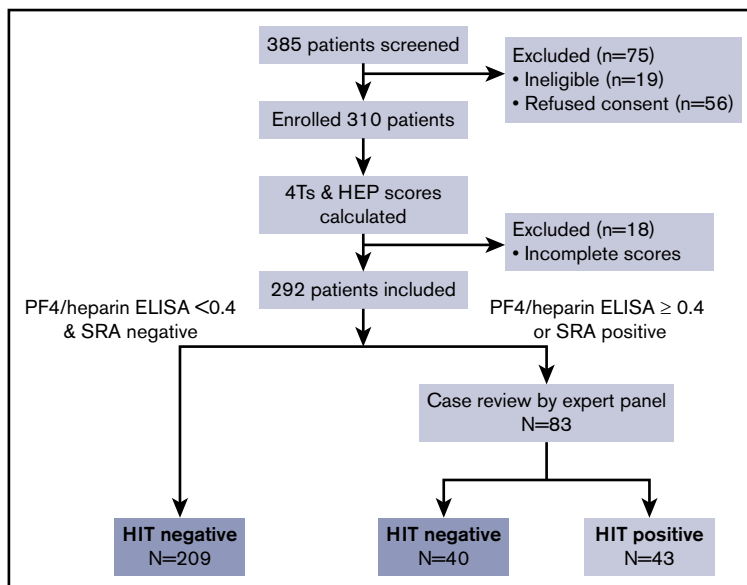 385 patients screened
Excluded (n=75)
• Ineligible (n=19)
• Refused consent (n=56)
Enrolled 310 patients
4Ts & HEP scores
calculated
Excluded (n=18)
• Incomplete scores
292 patients included
PF4/heparin ELISA <0.4
& SRA negative
PF4/heparin ELISA ≥ 0.4
or SRA positive
Case review by expert panel
N=83
HIT negative
N=209
HIT negative
N=40
HIT positive
N=43